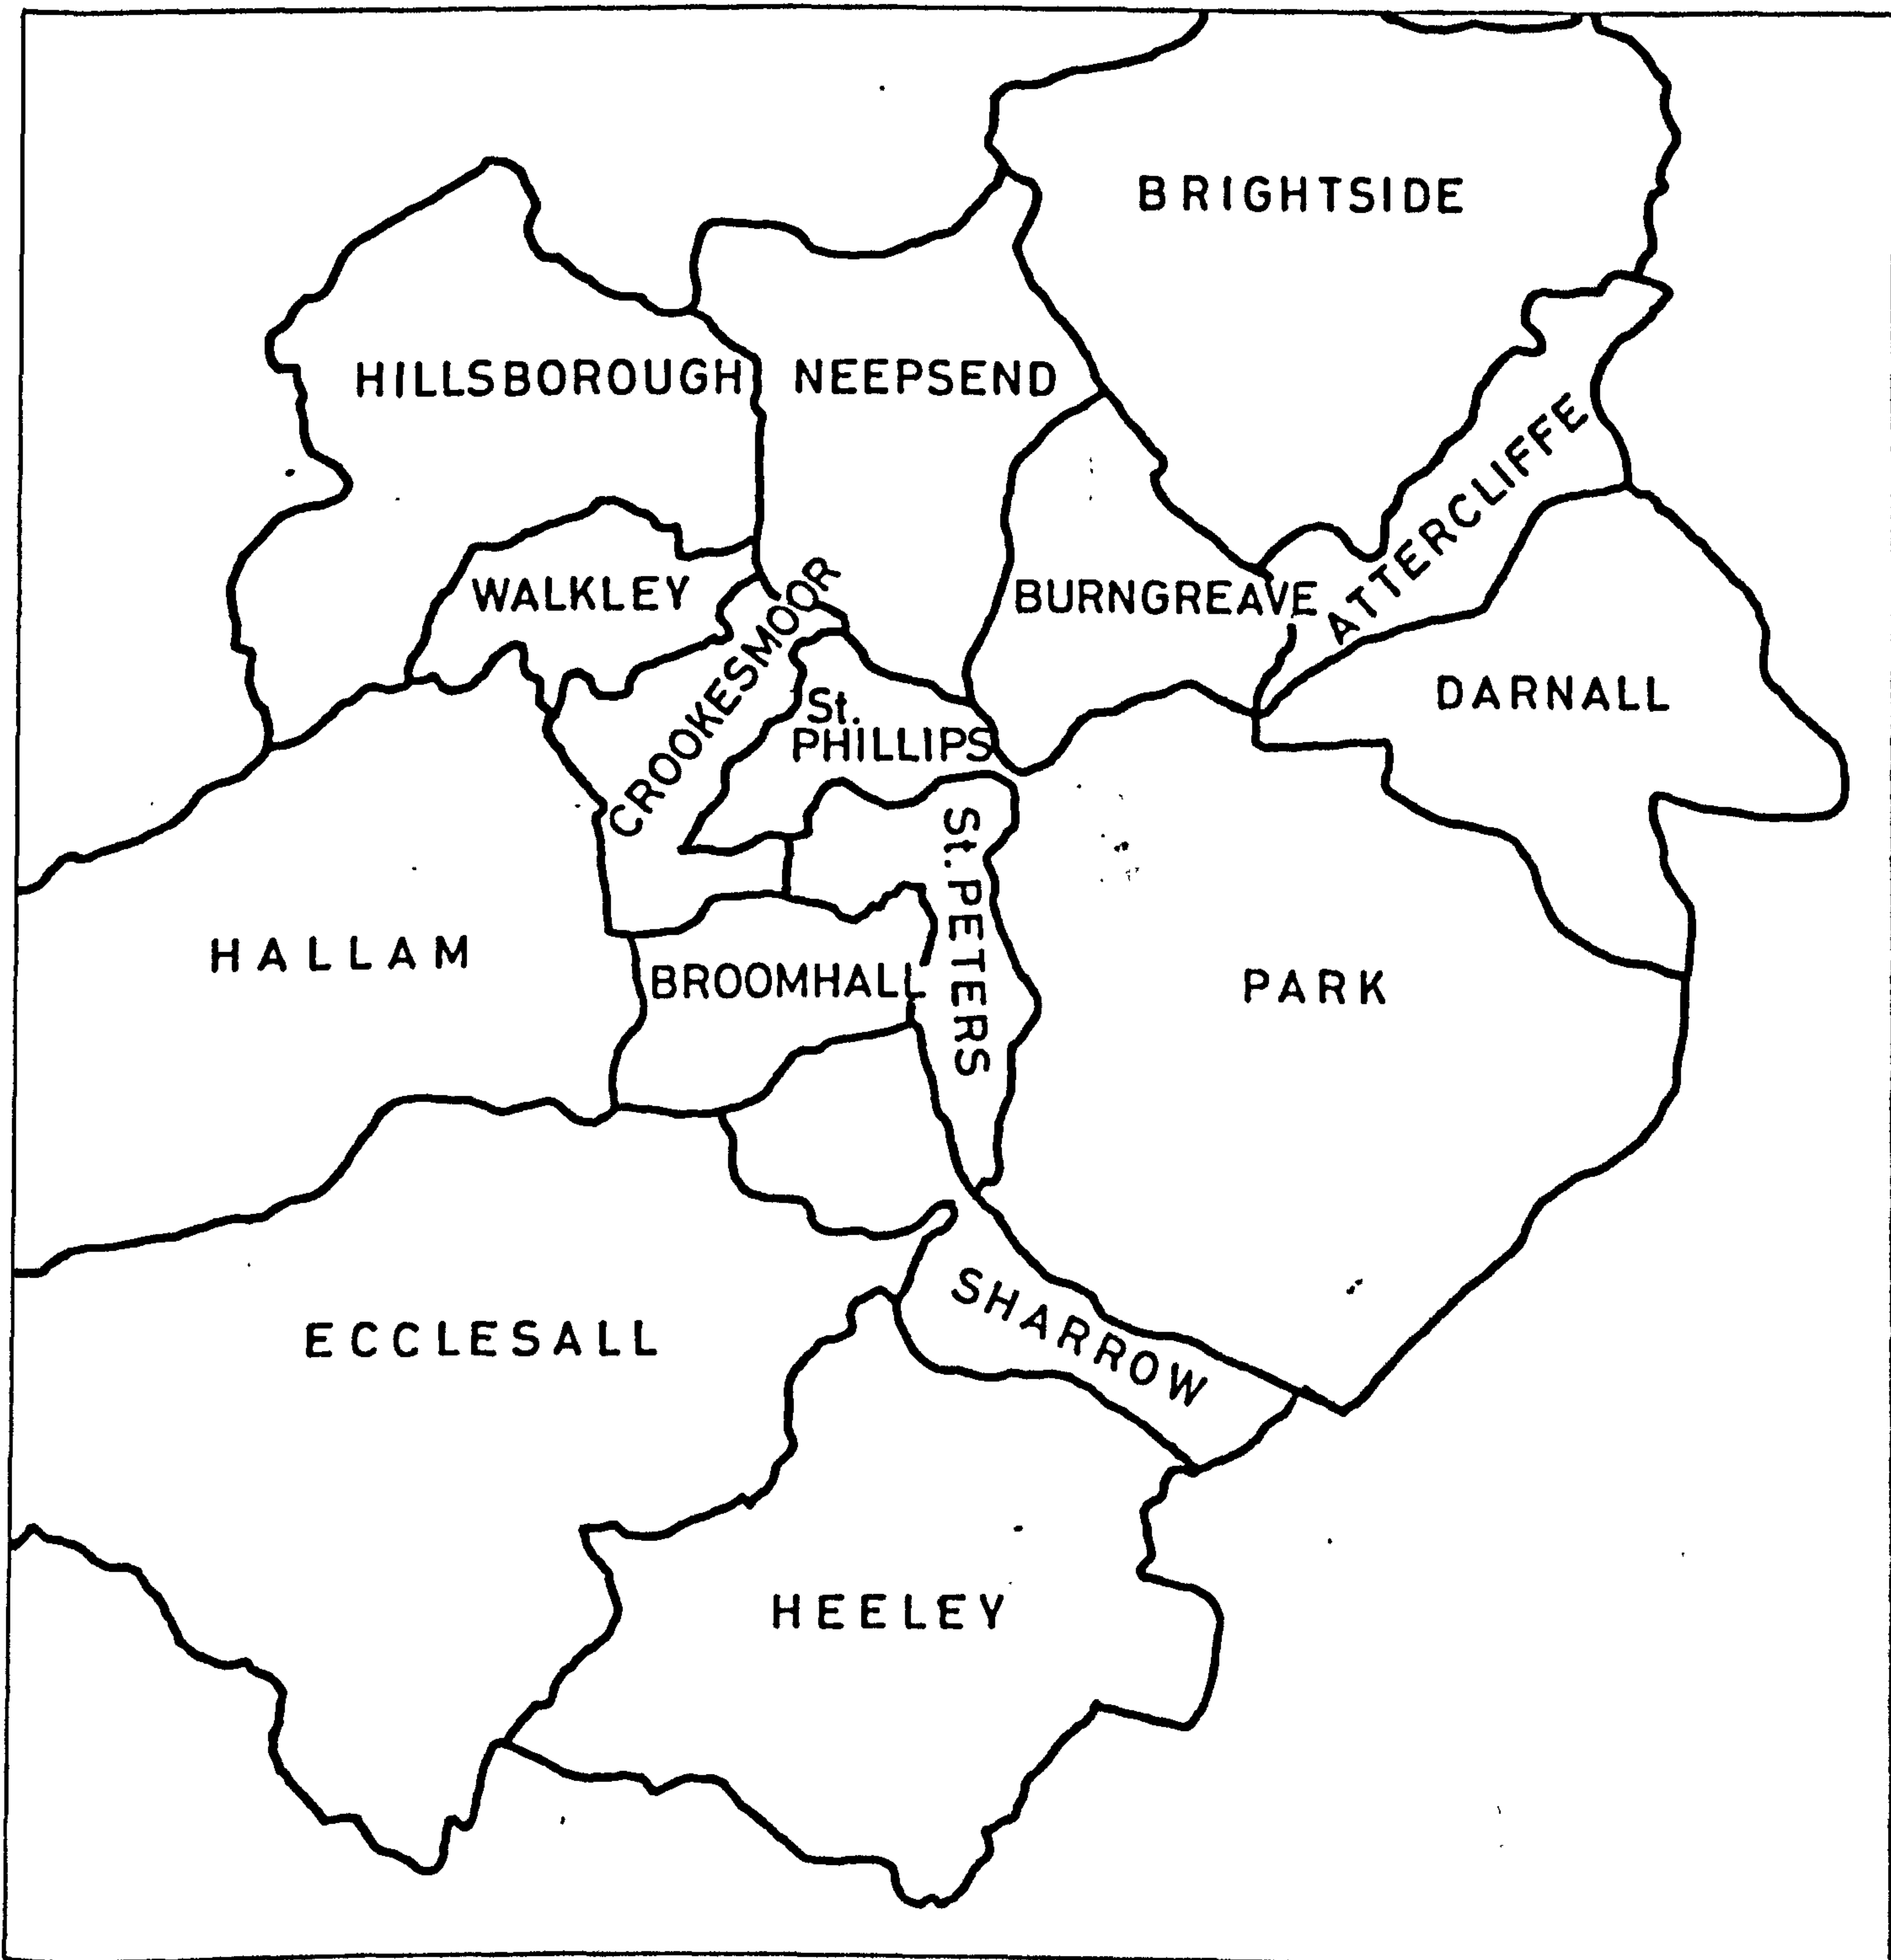 BRIGHTSIDE
HILLSBOROUGH
NEEPSEND
ATTERCLIFFE
WALKLEY
BURNGREAVE
CROOKESMOOR
St.
PHILLIPS
DARNALL
St. PETERS
HALLAM
BROOMHALL
PARK
ECCLESALL
SHARROW
HEELEY